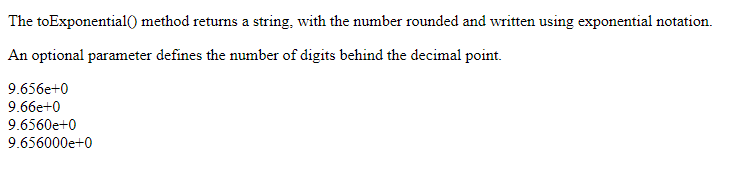 The toExponential() method returns a string, with the number rounded and written using exponential notation.
An optional parameter defines the number of digits behind the decimal point.
9.656e+0
9.66e+0
9.6560e+0
9.656000e+0